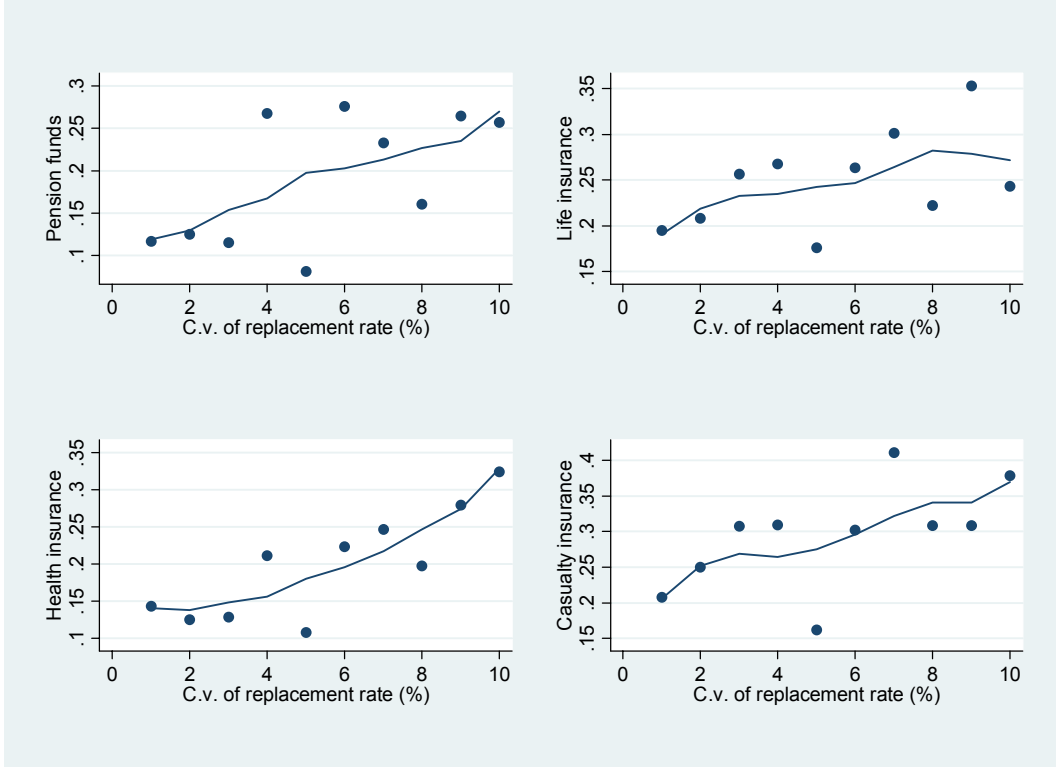 Pension funds
.3
.25
.2
.15
.1
0 2 4 6 8 10
C.v. of replacement rate (%)
Life insurance
.35
.3
.25
.2
.15
0 2 4 6 8 10
C.v. of replacement rate (%)
Health insurance
.35
.3
.25
.2
.15
.1
0 2 4 6 8 10
C.v. of replacement rate (%)
Casualty insurance
.4
.35
.3
.25
.2
.15
0 2 4 6 8 10
C.v. of replacement rate (%)